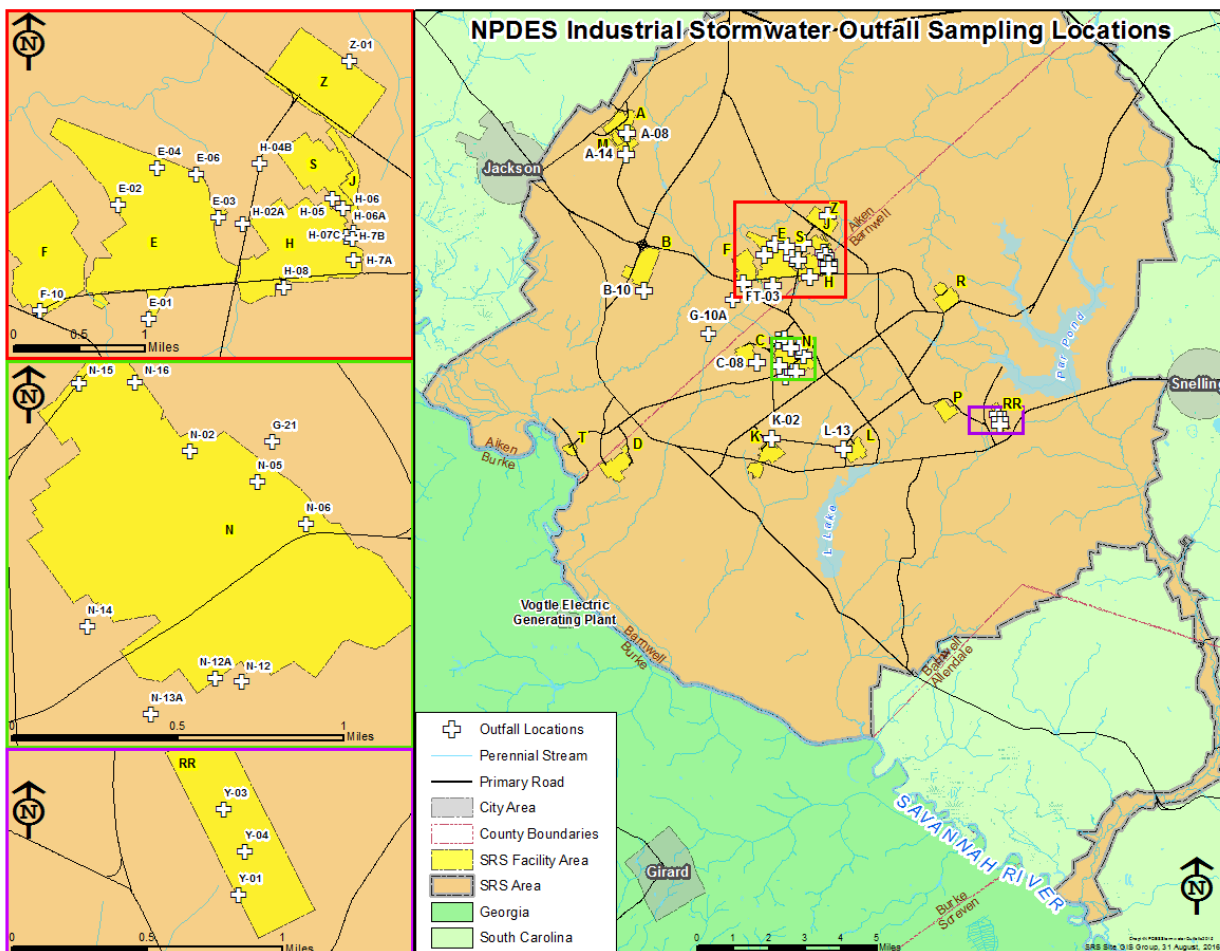 NPDES Industrial Stormwater Outfall Sampling Locations
N
Z-01
Z
H-04B
E-04
E-06
S
J
E-02
E-03
H-02A
H-05
H-06
H-06A
H-07C
H-7B
H-7A
F
E
H
H-08
F-10
E-01
0 0.5 1
Miles
N
N-15
N-16
N-02
G-21
N-05
N-06
N
N-14
N-12A
N-12
N-13A
0 0.5 1
Miles
N
RR
Y-03
Y-04
Y-01
0 0.5 1
Miles
A
A-08
M
A-14
Jackson
Z
J
Aiken
Barnwell
B
F
E
S
H
B-10
FT-03
R
G-10A
C
N
C-08
Par Pond
Snelling
P
RR
K-02
L-13
K
L
T
D
Aiken
Burke
L Lake
Vogtle Electric
Generating Plant
Barnwell
Burke
Barnwell
Allendale
SAVANNAH RIVER
Girard
Burke
Screven
N
Outfall Locations
Perennial Stream
Primary Road
City Area
County Boundaries
SRS Facility Area
SRS Area
Georgia
South Carolina
0 1 2 3 4 5
Miles
SRS Site GIS Group, 31 August, 2016